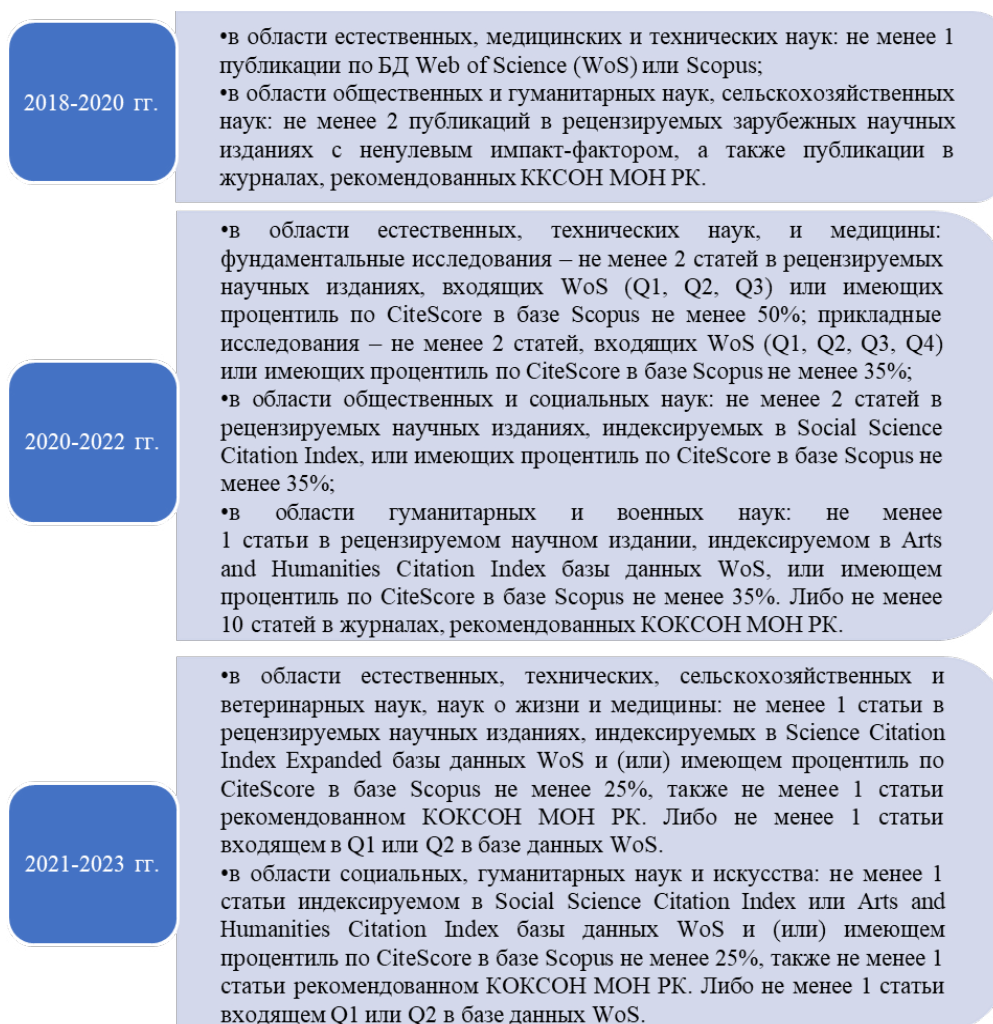 2018-2020 гг.
•в области естественных, медицинских и технических наук: не менее 1
публикации по БД Web of Science (WoS) или Scopus;
•в области общественных и гуманитарных наук, сельскохозяйственных
наук: не менее 2 публикаций в рецензируемых зарубежных научных
изданиях с ненулевым импакт-фактором, а также публикации в
журналах, рекомендованных ККСОН МОН РК.
2020-2022 гг.
•в области естественных, технических наук, и медицины:
фундаментальные исследования – не менее 2 статей в рецензируемых
научных изданиях, входящих WoS (Q1, Q2, Q3) или имеющих
процентиль по CiteScore в базе Scopus не менее 50%; прикладные
исследования – не менее 2 статей, входящих WoS (Q1, Q2, Q3, Q4)
или имеющих процентиль по CiteScore в базе Scopus не менее 35%;
•в области общественных и социальных наук: не менее 2 статей в
рецензируемых научных изданиях, индексируемых в Social Science
Citation Index, или имеющих процентиль по CiteScore в базе Scopus не
менее 35%;
•в области гуманитарных и военных наук: не менее
1 статьи в рецензируемом научном издании, индексируемом в Arts
and Humanities Citation Index базы данных WoS, или имеющем
процентиль по CiteScore в базе Scopus не менее 35%. Либо не менее
10 статей в журналах, рекомендованных КОКСОН МОН РК.
2021-2023 гг.
•в области естественных, технических, сельскохозяйственных и
ветеринарных наук, наук о жизни и медицины: не менее 1 статьи в
рецензируемых научных изданиях, индексируемых в Science Citation
Index Expanded базы данных WoS и (или) имеющем процентиль по
CiteScore в базе Scopus не менее 25%, также не менее 1 статьи
рекомендованном КОКСОН МОН РК. Либо не менее 1 статьи
входящем в Q1 или Q2 в базе данных WoS.
•в области социальных, гуманитарных наук и искусства: не менее 1
статьи индексируемом в Social Science Citation Index или Arts and
Humanities Citation Index базы данных WoS и (или) имеющем
процентиль по CiteScore в базе Scopus не менее 25%, также не менее 1
статьи рекомендованном КОКСОН МОН РК. Либо не менее 1 статьи
входящем Q1 или Q2 в базе данных WoS.